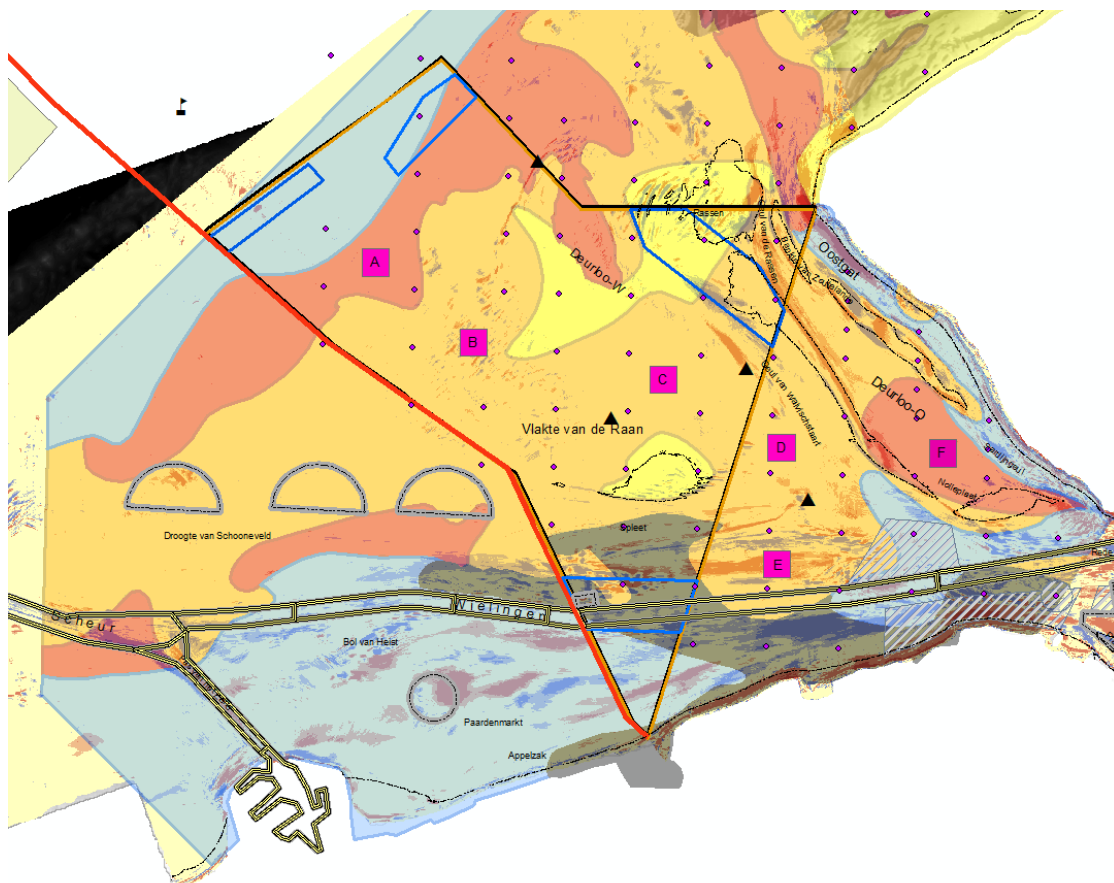 Rassen
Geul van de Rassen
Oostgat
Deurloo-W
A
B
C
Deurloo-O
Geul van Walvischstaart
Vlakte van de Raan
D
F
Sardijngeul
Nolleplaat
Droogte van Schooneveld
Spleet
E
Wielingen
Scheur
Bol van Heist
Paardenmarkt
Appelzak